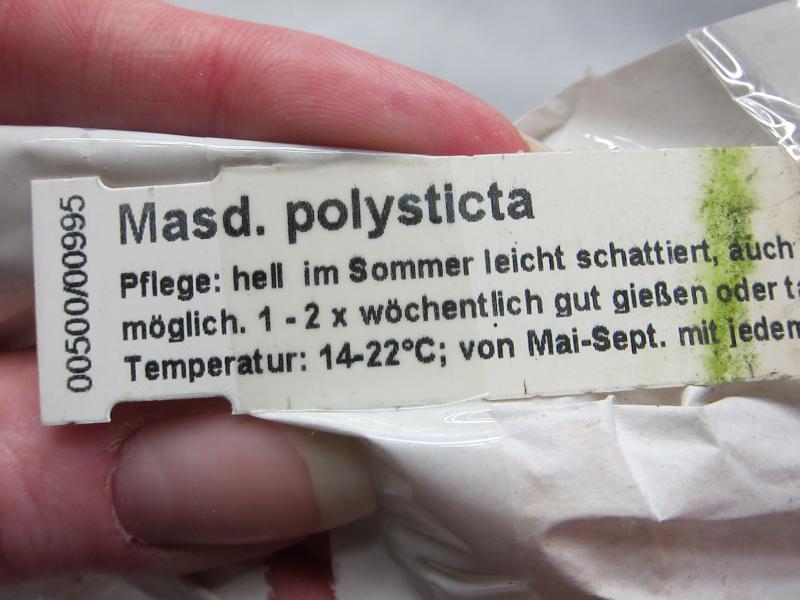 00500/00995
Masd. polysticta
Pflege: hell im Sommer leicht schattiert, auch
möglich. 1 - 2 x wöchentlich gut gießen oder
Temperatur: 14-22°C; von Mai-Sept. mit jedem